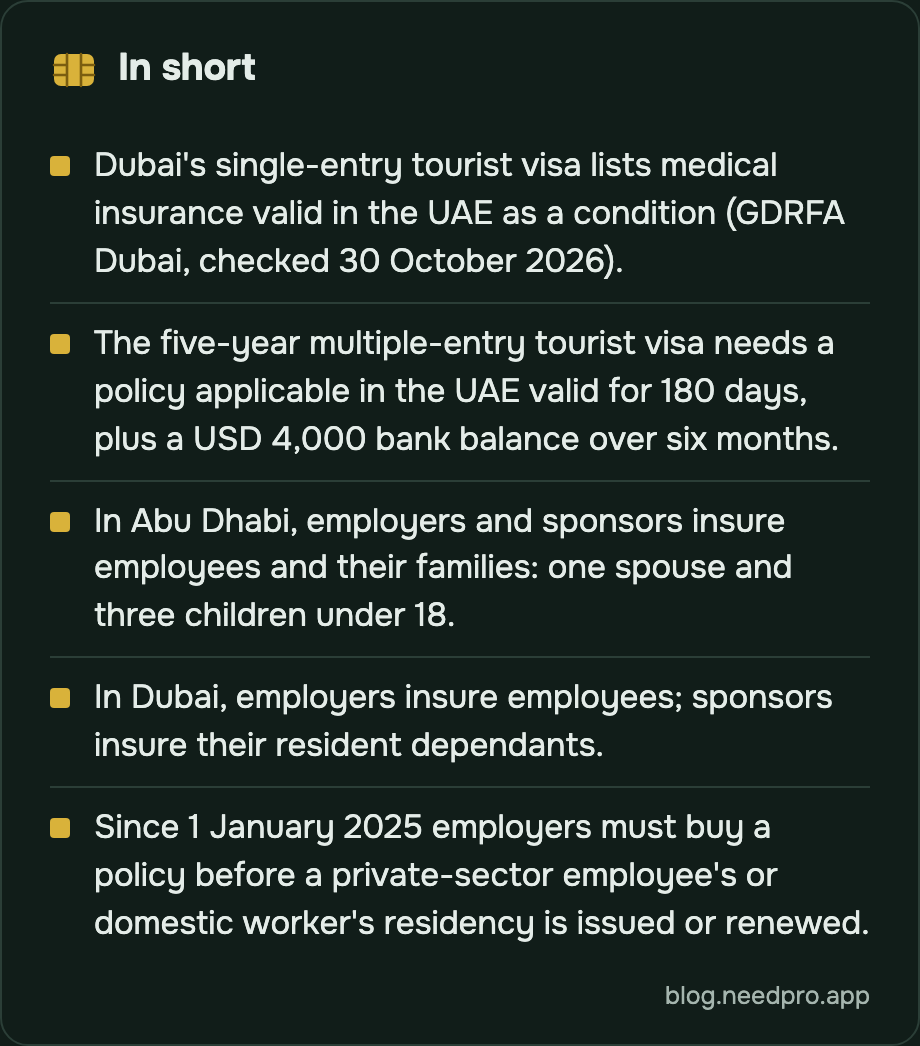 In short
Dubai's single-entry tourist visa lists medical
insurance valid in the UAE as a condition (GDRFA
Dubai, checked 30 October 2026).
The five-year multiple-entry tourist visa needs a
policy applicable in the UAE valid for 180 days,
plus a USD 4,000 bank balance over six months.
In Abu Dhabi, employers and sponsors insure
employees and their families: one spouse and
three children under 18.
In Dubai, employers insure employees; sponsors
insure their resident dependants.
Since 1 January 2025 employers must buy a
policy before a private-sector employee's or
domestic worker's residency is issued or renewed.
blog.needpro.app